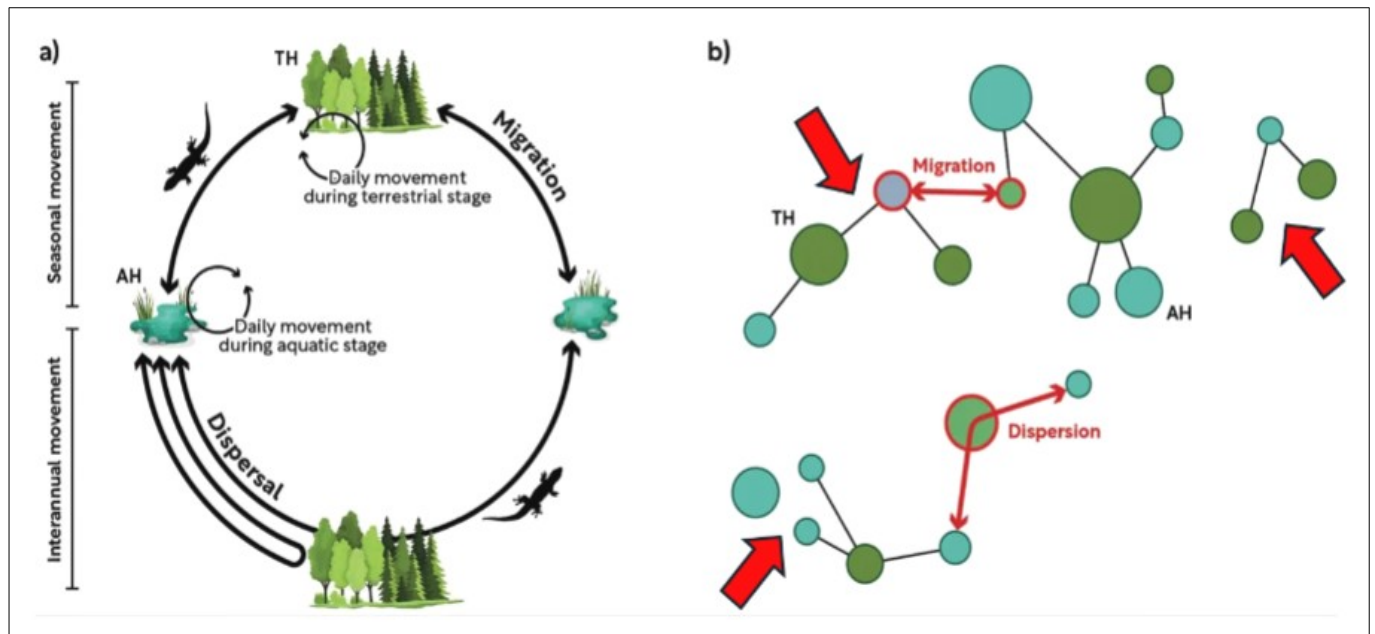 a)
TH
Seasonal movement
Migration
Daily movement
during terrestrial stage
AH
Daily movement
during aquatic stage
Interannual movement
Dispersal
b)
Migration
TH
AH
Dispersion